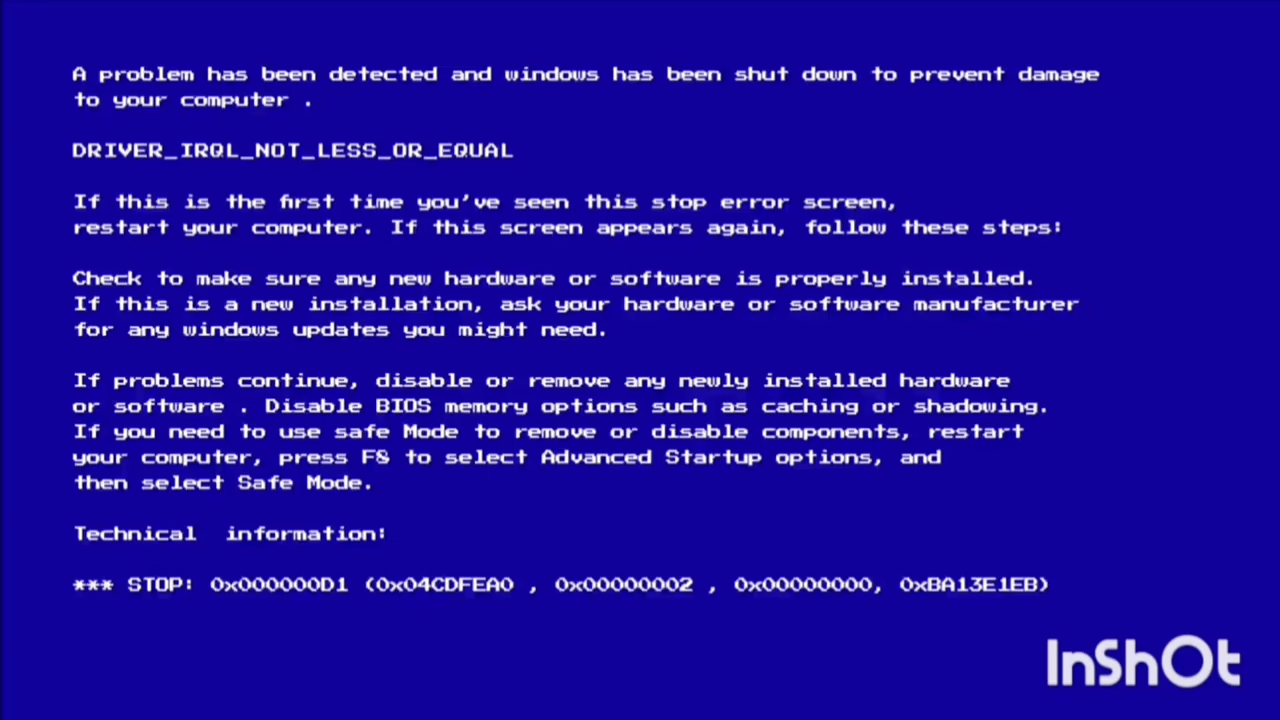 A problem has been detected and windows has been shut down to prevent damage
to your computer .
DRIVER_IRQL_NOT_LESS_OR_EQUAL
If this is the first time you've seen this stop error screen,
restart your computer. If this screen appears again, follow these steps:
Check to make sure any new hardware or software is properly installed.
If this is a new installation, ask your hardware or software manufacturer
for any windows updates you might need.
If problems continue, disable or remove any newly installed hardware
or software . Disable BIOS memory options such as caching or shadowing.
If you need to use safe Mode to remove or disable components, restart
your computer, press F& to select Advanced Startup options, and
then select Safe Mode.
Technical  information:
*** STOP: 0x000000D1 (0x04CDFEA0 , 0x00000002 , 0x00000000, 0xBA13E1EB)
InShOt